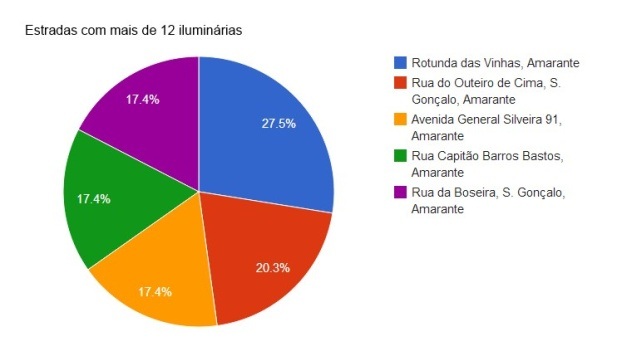 Estradas com mais de 12 iluminárias
Rotunda das Vinhas, Amarante
Rua do Outeiro de Cima, S.
Gonçalo, Amarante
Avenida General Silveira 91,
Amarante
Rua Capitão Barros Bastos,
Amarante
Rua da Boseira, S. Gonçalo,
Amarante
27.5%
20.3%
17.4%
17.4%
17.4%